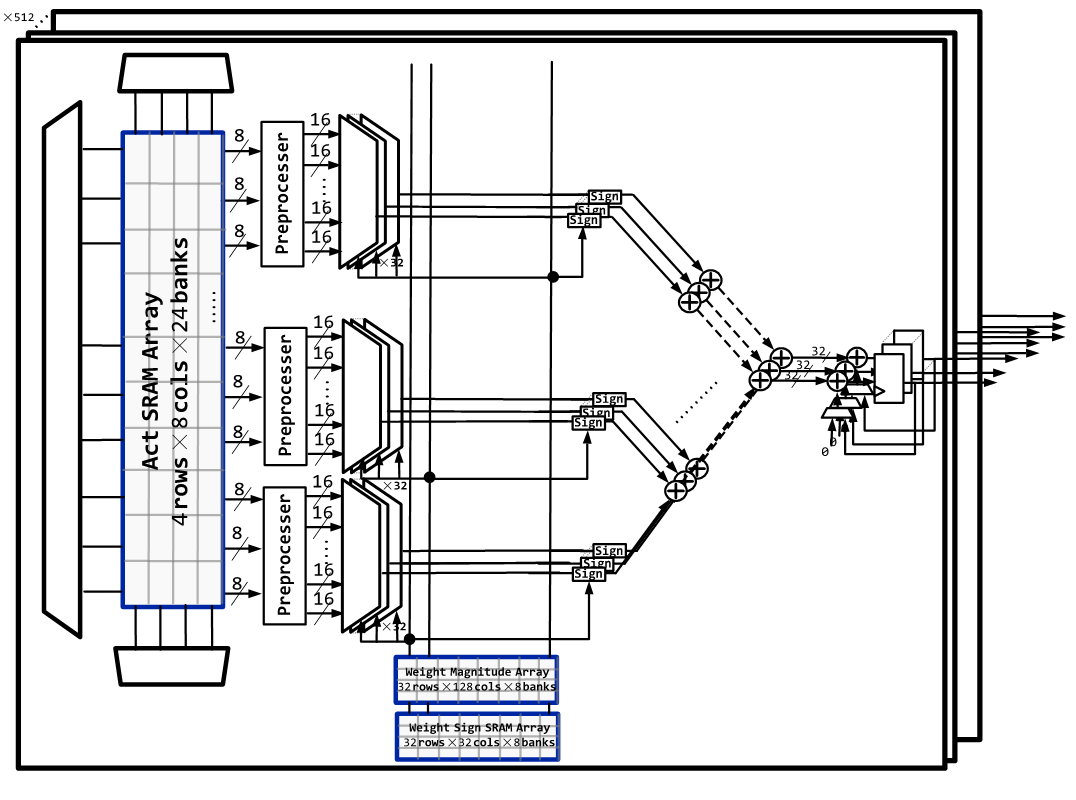 ×512
Act SRAM Array
4rows×8cols×24banks
8
8
8
......
8
8
8
8
8
8
Preprocesser
16
16
......
16
16
×32
Preprocesser
16
16
......
16
16
×32
Preprocesser
16
16
......
16
16
×32
Sign
Sign
Sign
Sign
Sign
Sign
Sign
Sign
Sign
......
32
32
32
0
0
Weight Magnitude Array
32rows×128cols×8banks
Weight Sign SRAM Array
32rows×32cols×8banks